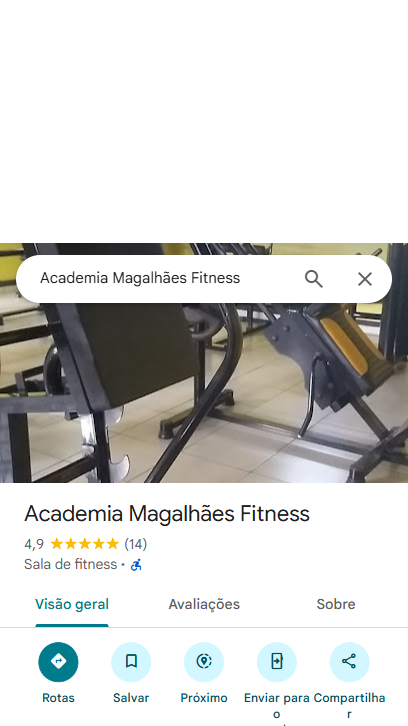 Academia Magalhães Fitness
Academia Magalhães Fitness
4,9 (14)
Sala de fitness ·
Visão geral Avaliações Sobre
Rotas Salvar Próximo Enviar para o Compartilhar